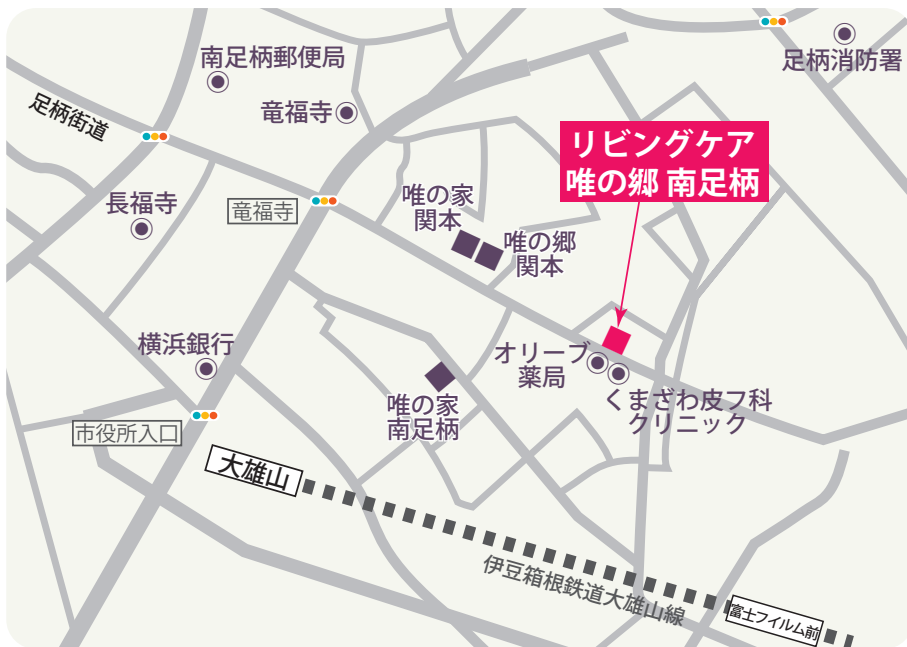 南足柄郵便局
足柄消防署
足柄街道
竜福寺
リビングケア
唯の郷 南足柄
長福寺
竜福寺
唯の家
関本
唯の郷
関本
横浜銀行
オリーブ
薬局
くまざわ皮フ科
クリニック
唯の家
南足柄
市役所入口
大雄山
伊豆箱根鉄道大雄山線
富士フイルム前